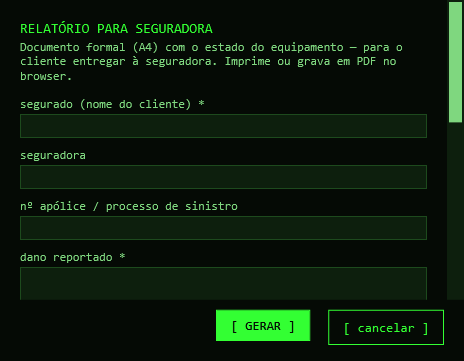 RELATÓRIO PARA SEGURADORA
Documento formal (A4) com o estado do equipamento — para o
cliente entregar à seguradora. Imprime ou grava em PDF no
browser.
segurado (nome do cliente) *
seguradora
nº apólice / processo de sinistro
dano reportado *
[ GERAR ]
[ cancelar ]